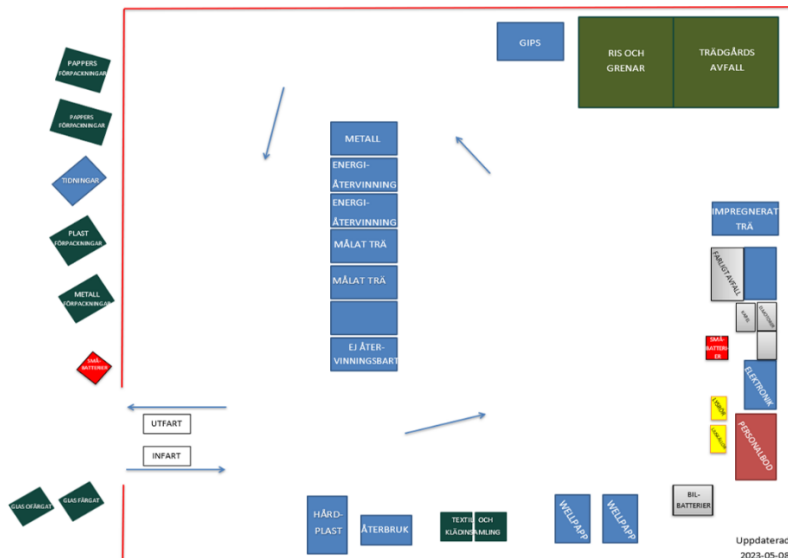 GIPS
RIS OCH
GRENAR
TRÄDGÅRDS
AVFALL
PAPPERS
FÖRPACKNINGAR
PAPPERS
FÖRPACKNINGAR
TIDNINGAR
PLAST
FÖRPACKNINGAR
METALL
FÖRPACKNINGAR
SMÅ-
BATTERIER
METALL
ENERGI-
ÅTERVINNING
ENERGI-
ÅTERVINNING
MÅLAT TRÄ
MÅLAT TRÄ
EJ ÅTER-
VINNINGSBART
IMPREGNERAT
TRÄ
FARLIGT AVFALL
SMÅ-
BATTERI-
ER
ELEKTRONIK
PERSONALBOD
BIL-
BATTERIER
UTFART
INFART
GLAS OFÄRGAT
GLAS FÄRGAT
HÅRD-
PLAST
ÅTERBRUK
TEXTIL OCH
KLÄDINSAMLING
WELLPAPP
WELLPAPP
Uppdaterad
2023-05-08